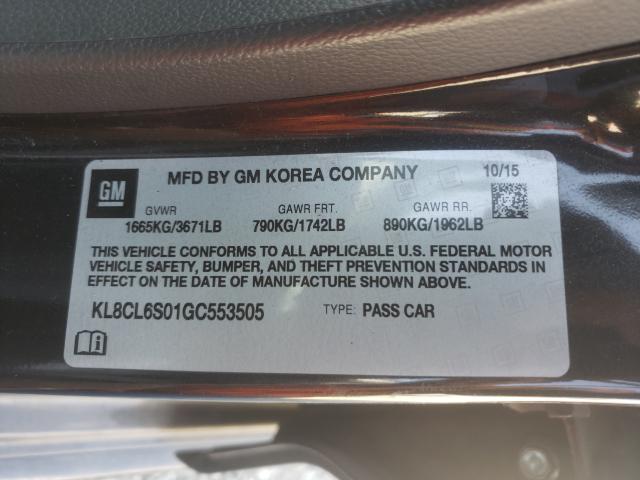 GM
MFD BY GM KOREA COMPANY 10/15
GVWR GAWR FRT. GAWR RR.
1665KG/3671LB 790KG/1742LB 890KG/1962LB
THIS VEHICLE CONFORMS TO ALL APPLICABLE U.S. FEDERAL MOTOR
VEHICLE SAFETY, BUMPER, AND THEFT PREVENTION STANDARDS IN
EFFECT ON THE DATE OF MANUFACTURE SHOWN ABOVE.
KL8CL6S01GC553505 TYPE: PASS CAR